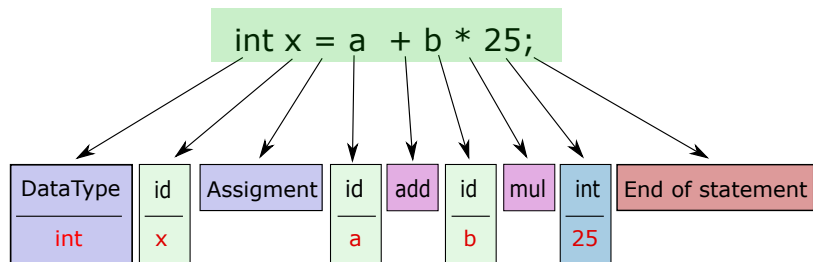 int x = a + b * 25;
DataType id Assigment id add id mul int End of statement
int x a b 25